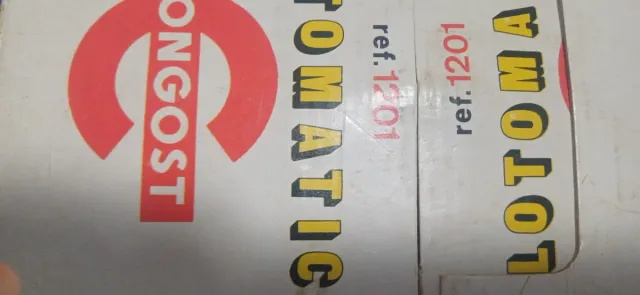 ONGOST
TOMATIC
ref. 1201
ref. 1201
LOTOMA